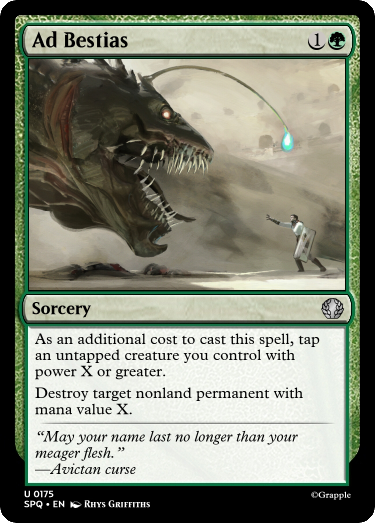 Ad Bestias 1
Sorcery
As an additional cost to cast this spell, tap
an untapped creature you control with
power X or greater.
Destroy target nonland permanent with
mana value X.
“May your name last no longer than your
meager flesh.”
—Avictan curse
U 0175
SPQ • EN RHYS GRIFFITHS
©Grapple